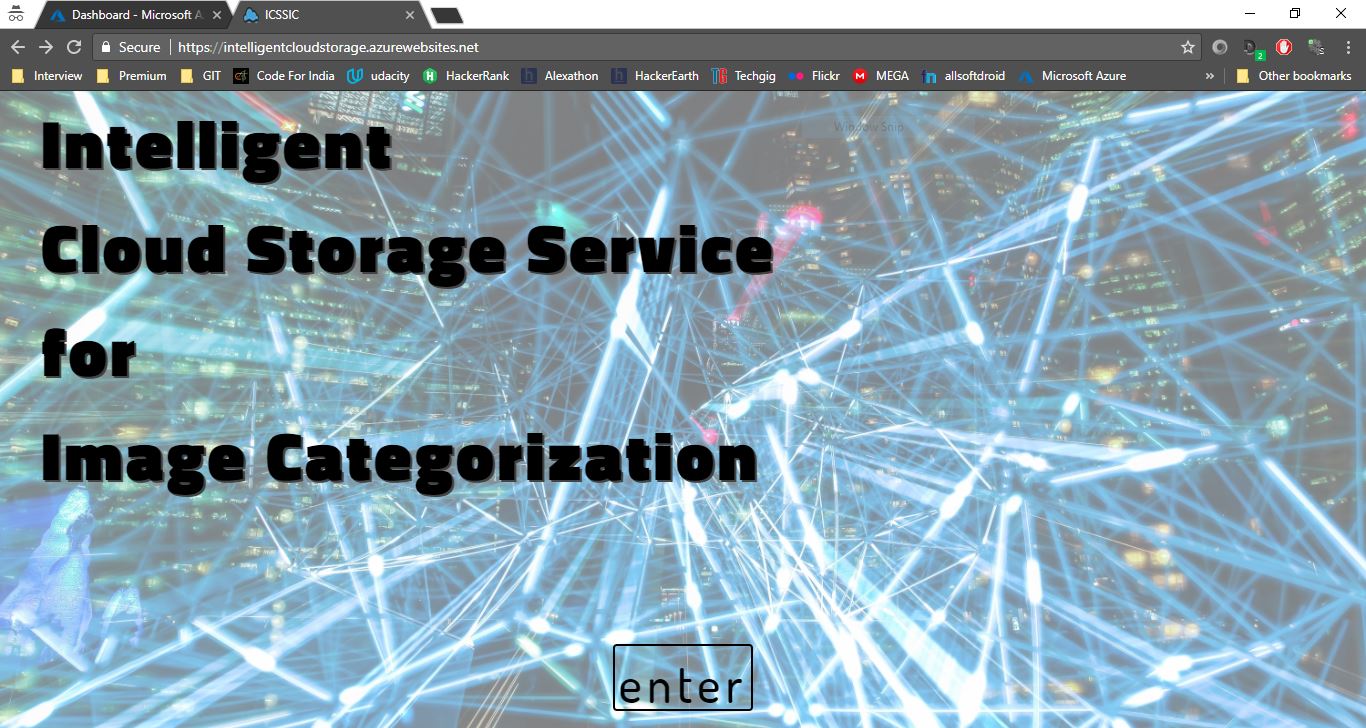 Dashboard - Microsoft A
ICSSIC
Secure
https://intelligentcloudstorage.azurewebsites.net
2
S
Interview
Premium
GIT
Code For India
udacity
HackerRank
Alexathon
HackerEarth
Techgig
Flickr
MEGA
allsoftdroid
Microsoft Azure
»
Other bookmarks
Window Snip
Intelligent
Cloud Storage Service
for
Image Categorization
enter